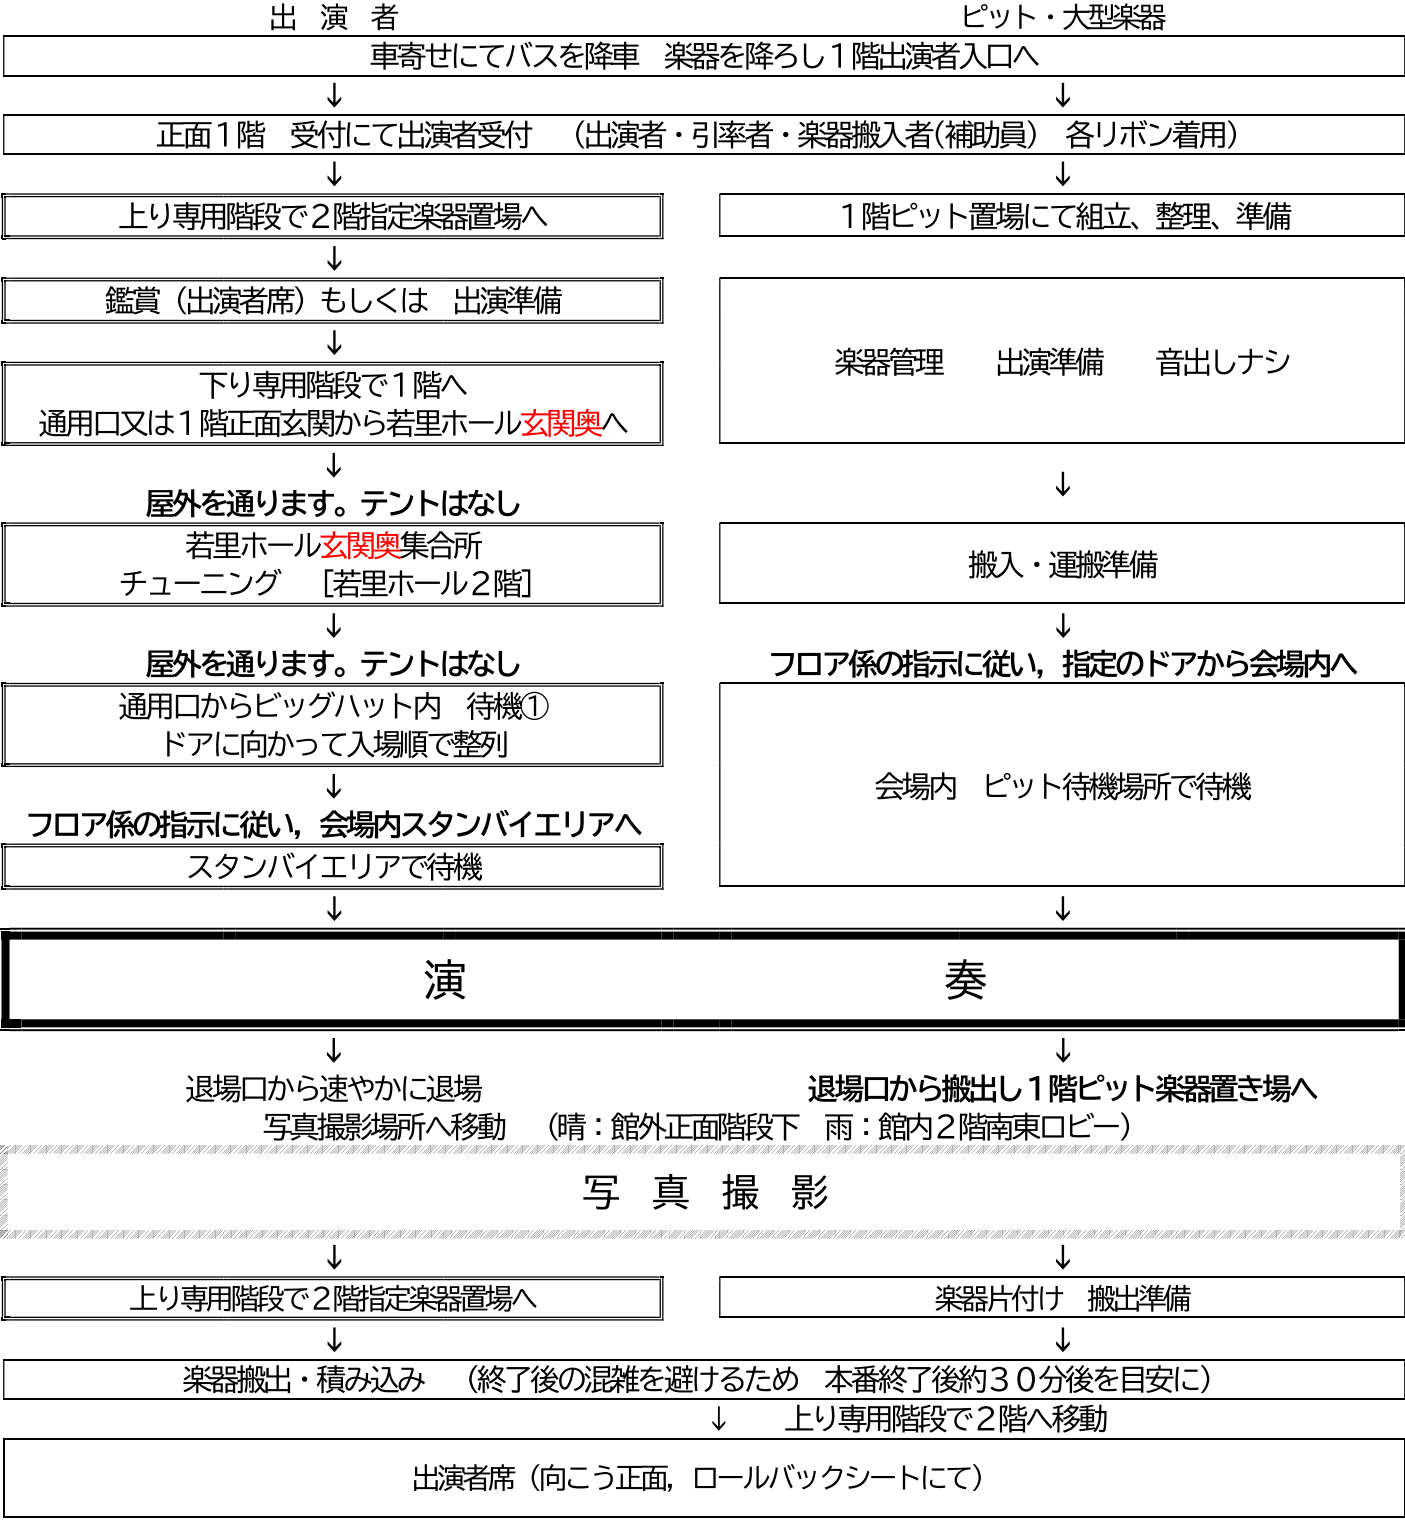 出　演　者
ピット・大型楽器
車寄せにてバスを降車　楽器を降ろし１階出演者入口へ
↓
↓
正面１階　受付にて出演者受付　（出演者・引率者・楽器搬入者(補助員)　各リボン着用）
↓
↓
上り専用階段で２階指定楽器置場へ
１階ピット置場にて組立、整理、準備
↓
鑑賞（出演者席）もしくは　出演準備
楽器管理　　出演準備　　音出しナシ
↓
下り専用階段で１階へ
通用口又は１階正面玄関から若里ホール玄関奥へ
↓
↓
屋外を通ります。テントはなし
若里ホール玄関奥集合所
チューニング　［若里ホール２階］
搬入・運搬準備
↓
↓
屋外を通ります。テントはなし
フロア係の指示に従い，指定のドアから会場内へ
通用口からビッグハット内　待機①
ドアに向かって入場順で整列
会場内　ピット待機場所で待機
↓
フロア係の指示に従い，会場内スタンバイエリアへ
スタンバイエリアで待機
↓
↓
演　奏
↓
↓
退場口から速やかに退場
退場口から搬出し１階ピット楽器置き場へ
写真撮影場所へ移動　（晴：館外正面階段下　雨：館内２階南東ロビー）
写　真　撮　影
↓
↓
上り専用階段で２階指定楽器置場へ
楽器片付け　搬出準備
↓
↓
楽器搬出・積み込み　（終了後の混雑を避けるため　本番終了後約３０分後を目安に）
↓　　上り専用階段で２階へ移動
出演者席（向こう正面，ロールバックシートにて）